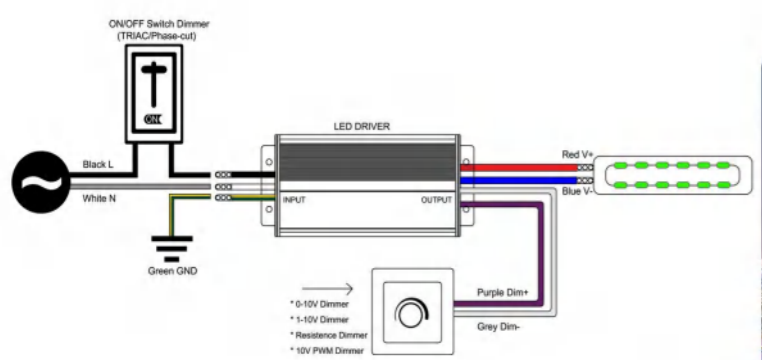 ON/OFF Switch Dimmer
(TRIAC/Phase-cut)
ON
LED DRIVER
Black L
Red V+
White N
Blue V-
INPUT
OUTPUT
Green GND
Purple Dim+
Grey Dim-
* 0-10V Dimmer
* 1-10V Dimmer
* Resistence Dimmer
* 10V PWM Dimmer